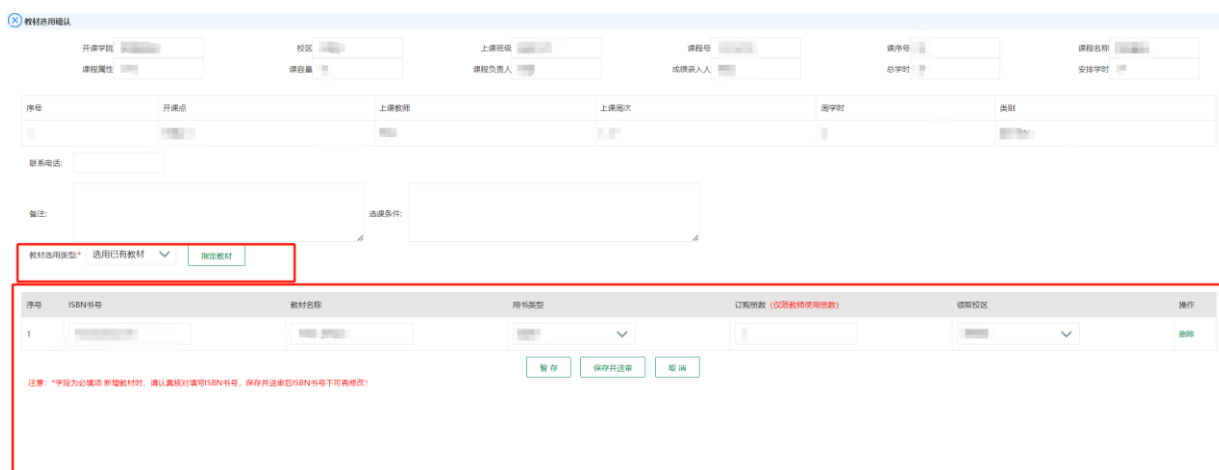 教材选用确认
开课学院 校区 上课班级 课程号 课序号 课程名称
课程属性 课容量 课程负责人 成绩录入人 总学时 安排学时
序号 开课点 上课教师 上课周次 周学时 类别
联系电话:
备注: 选课条件:
教材选用类型:* 选用已有教材 指定教材
序号 ISBN书号 教材名称 用书类型 订购册数 (仅限教师使用册数) 领取校区 操作
1 删除
暂 存 保存并送审 取 消
注意：*字段为必填项 新增教材时，请认真核对填写ISBN书号，保存并送审后ISBN书号不可再修改！